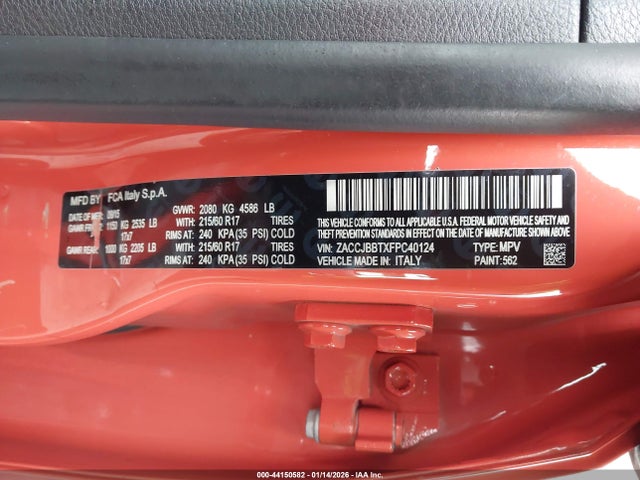 MFD BY FCA Italy S.p.A.
DATE OF MFR 09/15 GVWR: 2080 KG 4586 LB
GAWR FRONT: 1150 KG 2535 LB WITH: 215/60 R17 TIRES
17x7 RIMS AT: 240 KPA (35 PSI) COLD
GAWR REAR: 1000 KG 2205 LB WITH: 215/60 R17 TIRES
17x7 RIMS AT: 240 KPA (35 PSI) COLD
THIS VEHICLE CONFORMS TO ALL APPLICABLE U.S.A. FEDERAL MOTOR VEHICLE SAFETY AND
THEFT PREVENTION STANDARDS IN EFFECT ON THE DATE OF MANUFACTURE SHOWN ABOVE
VIN: ZACCJBBTXFPC40124 TYPE: MPV
VEHICLE MADE IN: ITALY PAINT: 562
000-44150582 - 01/14/2026 - IAA Inc.